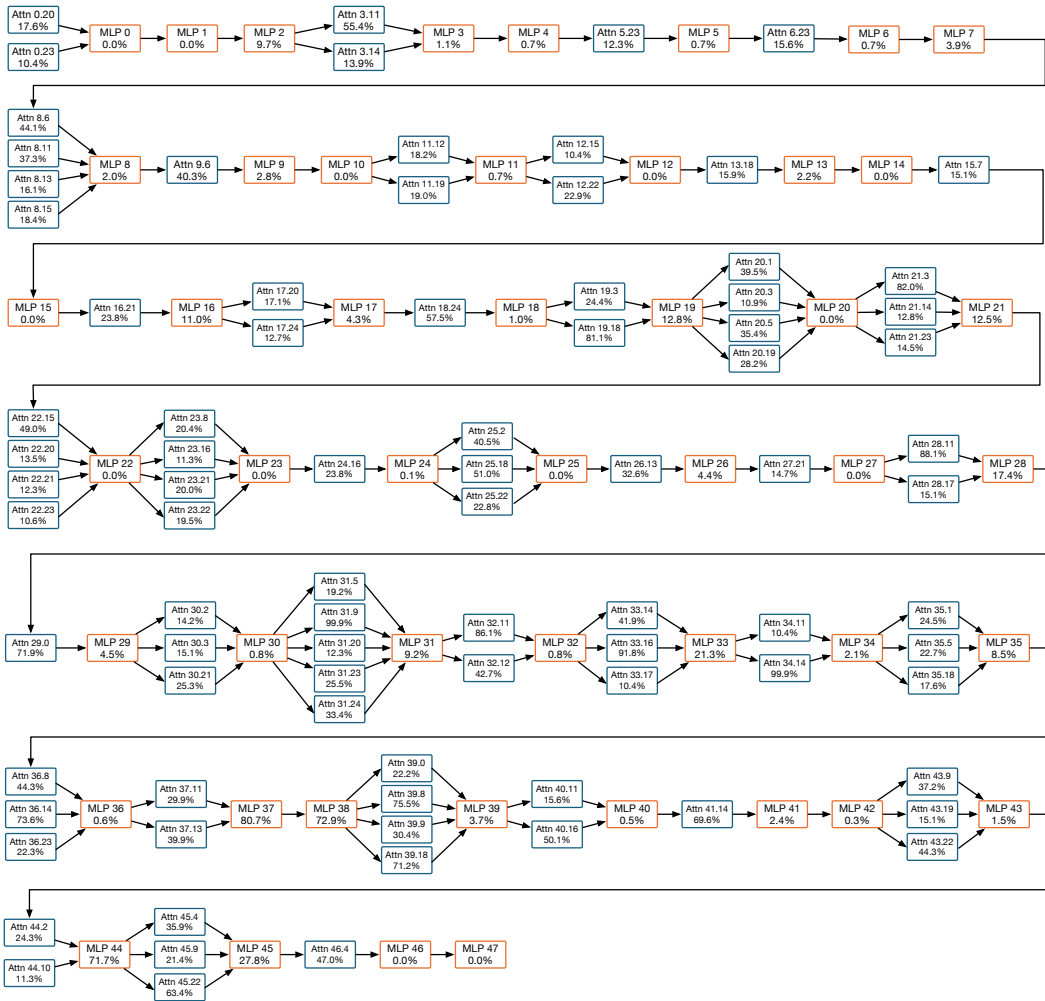 Attn 0.20
17.6%
Attn 0.23
10.4%
MLP 0
0.0%
MLP 1
0.0%
MLP 2
9.7%
Attn 3.11
55.4%
Attn 3.14
13.9%
MLP 3
1.1%
MLP 4
0.7%
Attn 5.23
12.3%
MLP 5
0.7%
Attn 6.23
15.6%
MLP 6
0.7%
MLP 7
3.9%
Attn 8.6
44.1%
Attn 8.11
37.3%
Attn 8.13
16.1%
Attn 8.15
18.4%
MLP 8
2.0%
Attn 9.6
40.3%
MLP 9
2.8%
MLP 10
0.0%
Attn 11.12
18.2%
Attn 11.19
19.0%
MLP 11
0.7%
Attn 12.15
10.4%
Attn 12.22
22.9%
MLP 12
0.0%
Attn 13.18
15.9%
MLP 13
2.2%
MLP 14
0.0%
Attn 15.7
15.1%
MLP 15
0.0%
Attn 16.21
23.8%
MLP 16
11.0%
Attn 17.20
17.1%
Attn 17.24
12.7%
MLP 17
4.3%
Attn 18.24
57.5%
MLP 18
1.0%
Attn 19.3
24.4%
Attn 19.18
81.1%
MLP 19
12.8%
Attn 20.1
39.5%
Attn 20.3
10.9%
Attn 20.5
35.4%
Attn 20.19
28.2%
MLP 20
0.0%
Attn 21.3
82.0%
Attn 21.14
12.8%
Attn 21.23
14.5%
MLP 21
12.5%
Attn 22.15
49.0%
Attn 22.20
13.5%
Attn 22.21
12.3%
Attn 22.23
10.6%
MLP 22
0.0%
Attn 23.8
20.4%
Attn 23.16
11.3%
Attn 23.21
20.0%
Attn 23.22
19.5%
MLP 23
0.0%
Attn 24.16
23.8%
MLP 24
0.1%
Attn 25.2
40.5%
Attn 25.18
51.0%
Attn 25.22
22.8%
MLP 25
0.0%
Attn 26.13
32.6%
MLP 26
4.4%
Attn 27.21
14.7%
MLP 27
0.0%
Attn 28.11
88.1%
Attn 28.17
15.1%
MLP 28
17.4%
Attn 29.0
71.9%
MLP 29
4.5%
Attn 30.2
14.2%
Attn 30.3
15.1%
Attn 30.21
25.3%
MLP 30
0.8%
Attn 31.5
19.2%
Attn 31.9
99.9%
Attn 31.20
12.3%
Attn 31.23
25.5%
Attn 31.24
33.4%
MLP 31
9.2%
Attn 32.11
86.1%
Attn 32.12
42.7%
MLP 32
0.8%
Attn 33.14
41.9%
Attn 33.16
91.8%
Attn 33.17
10.4%
MLP 33
21.3%
Attn 34.11
10.4%
Attn 34.14
99.9%
MLP 34
2.1%
Attn 35.1
24.5%
Attn 35.5
22.7%
Attn 35.18
17.6%
MLP 35
8.5%
Attn 36.8
44.3%
Attn 36.14
73.6%
Attn 36.23
22.3%
MLP 36
0.6%
Attn 37.11
29.9%
Attn 37.13
39.9%
MLP 37
80.7%
MLP 38
72.9%
Attn 39.0
22.2%
Attn 39.8
75.5%
Attn 39.9
30.4%
Attn 39.18
71.2%
MLP 39
3.7%
Attn 40.11
15.6%
Attn 40.16
50.1%
MLP 40
0.5%
Attn 41.14
69.6%
MLP 41
2.4%
MLP 42
0.3%
Attn 43.9
37.2%
Attn 43.19
15.1%
Attn 43.22
44.3%
MLP 43
1.5%
Attn 44.2
24.3%
Attn 44.10
11.3%
MLP 44
71.7%
Attn 45.4
35.9%
Attn 45.9
21.4%
Attn 45.22
63.4%
MLP 45
27.8%
Attn 46.4
47.0%
MLP 46
0.0%
MLP 47
0.0%